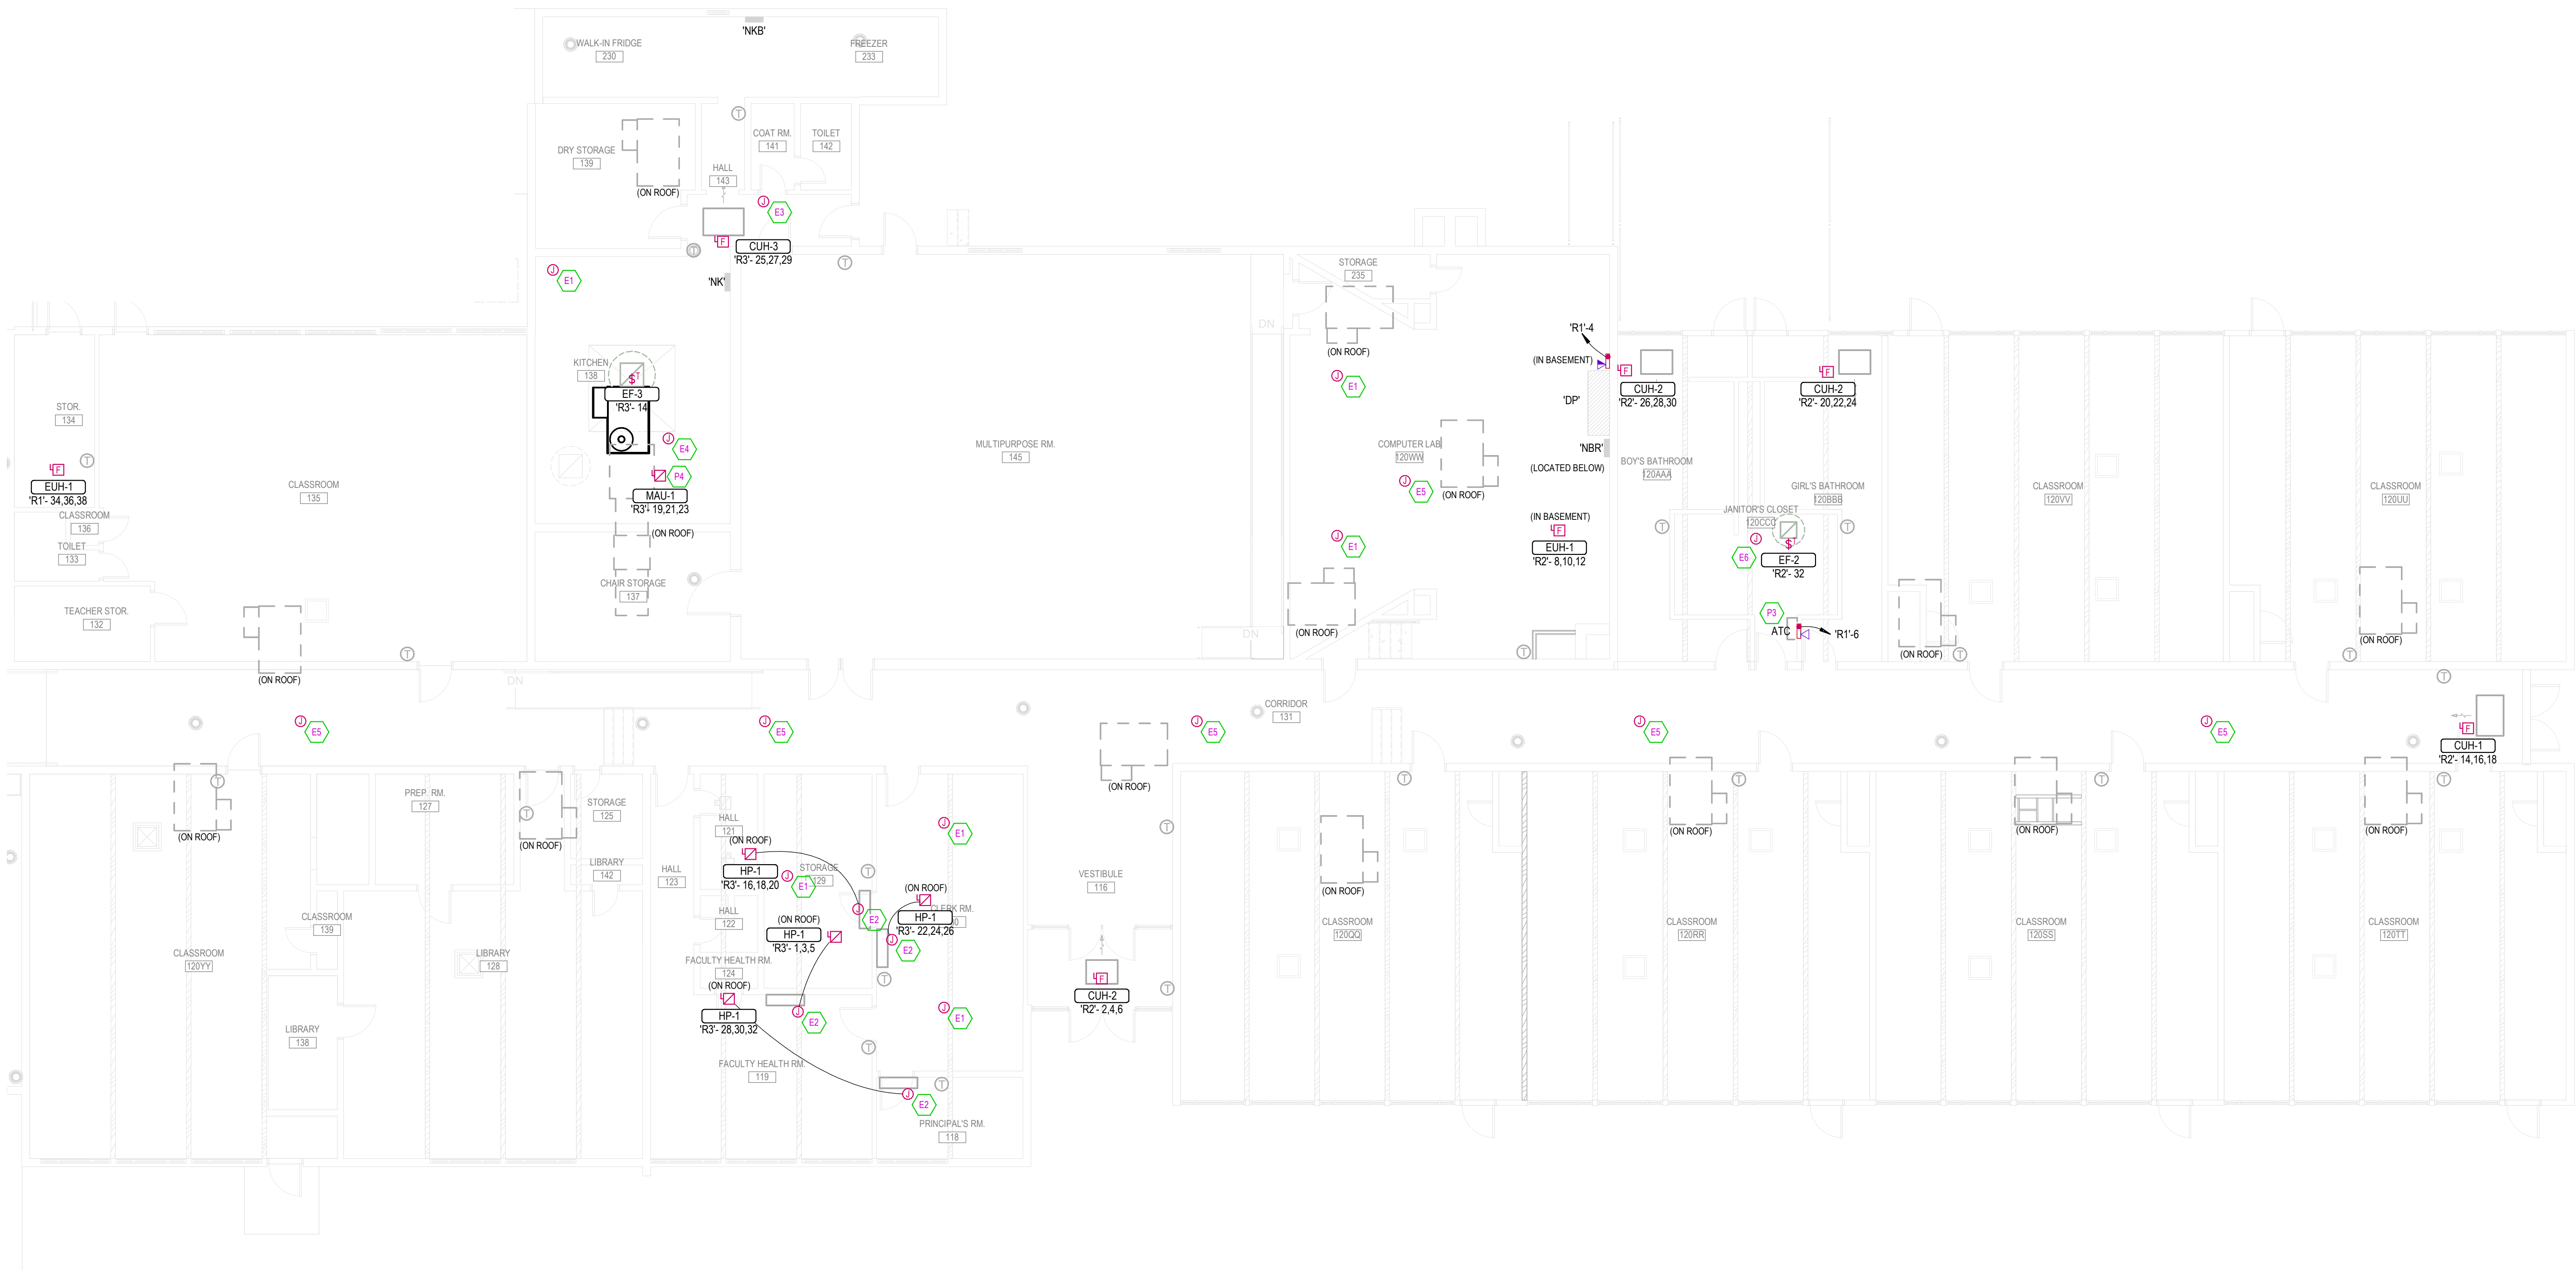 'NKB'
WALK-IN FRIDGE
230
FREEZER
233
DRY STORAGE
139
(ON ROOF)
COAT RM.
141
TOILET
142
HALL
143
T
J
E3
F
CUH-3
'R3'- 25,27,29
T
T
J
E1
'NK'
KITCHEN
138
$T
EF-3
'R3'- 14
J
E4
P4
MAU-1
'R3'- 19,21,23
(ON ROOF)
CHAIR STORAGE
137
STOR.
134
T
F
EUH-1
'R1'- 34,36,38
CLASSROOM
136
TOILET
133
TEACHER STOR.
132
CLASSROOM
135
(ON ROOF)
T
MULTIPURPOSE RM.
145
DN
DN
DN
STORAGE
235
(ON ROOF)
J
E1
COMPUTER LAB
120WW
(ON ROOF)
J
E5
J
E1
(ON ROOF)
'R1'-4
(IN BASEMENT)
'DP'
'NBR'
(LOCATED BELOW)
(IN BASEMENT)
F
EUH-1
'R2'- 8,10,12
T
F
CUH-2
'R2'- 26,28,30
BOY'S BATHROOM
120AAA
T
F
CUH-2
'R2'- 20,22,24
GIRL'S BATHROOM
120BBB
T
JANITOR'S CLOSET
120CCC
J
E6
$T
EF-2
'R2'- 32
P3
ATC
'R1'-6
CLASSROOM
120VV
(ON ROOF)
T
CLASSROOM
120UU
(ON ROOF)
T
J
E5
J
E5
J
E5
CORRIDOR
131
J
E5
J
E5
T
F
CUH-1
'R2'- 14,16,18
T
(ON ROOF)
T
CLASSROOM
120YY
PREP. RM.
127
(ON ROOF)
T
STORAGE
125
LIBRARY
142
CLASSROOM
139
LIBRARY
128
LIBRARY
138
HALL
121
(ON ROOF)
HP-1
'R3'- 16,18,20
HALL
123
J
E1
STORAGE
129
T
HALL
122
(ON ROOF)
HP-1
'R3'- 1,3,5
J
E2
(ON ROOF)
CLERK RM.
HP-1
'R3'- 22,24,26
J
E2
J
E1
FACULTY HEALTH RM.
124
(ON ROOF)
HP-1
'R3'- 28,30,32
J
E2
T
J
E1
T
FACULTY HEALTH RM.
119
T
J
E2
PRINCIPAL'S RM.
118
(ON ROOF)
T
VESTIBULE
116
F
CUH-2
'R2'- 2,4,6
T
(ON ROOF)
T
CLASSROOM
120QQ
(ON ROOF)
T
CLASSROOM
120RR
(ON ROOF)
T
CLASSROOM
120SS
(ON ROOF)
CLASSROOM
120TT